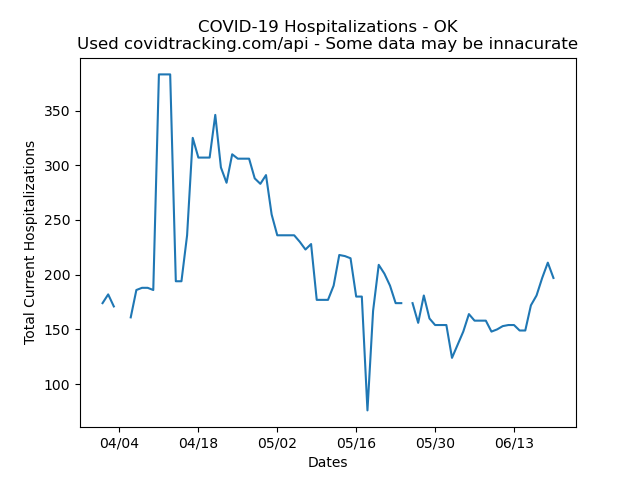 COVID-19 Hospitalizations - OK
Used covidtracking.com/api - Some data may be innacurate
Total Current Hospitalizations
350
300
250
200
150
100
04/04 04/18 05/02 05/16 05/30 06/13
Dates